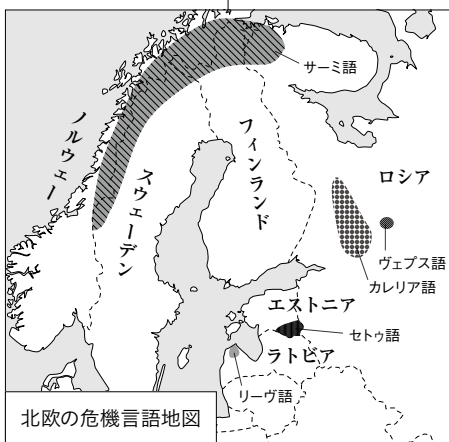 サーミ語
ノルウェー
スウェーデン
フィンランド
ロシア
ヴェプス語
カレリア語
エストニア
セトゥ語
ラトビア
リーヴ語
北欧の危機言語地図